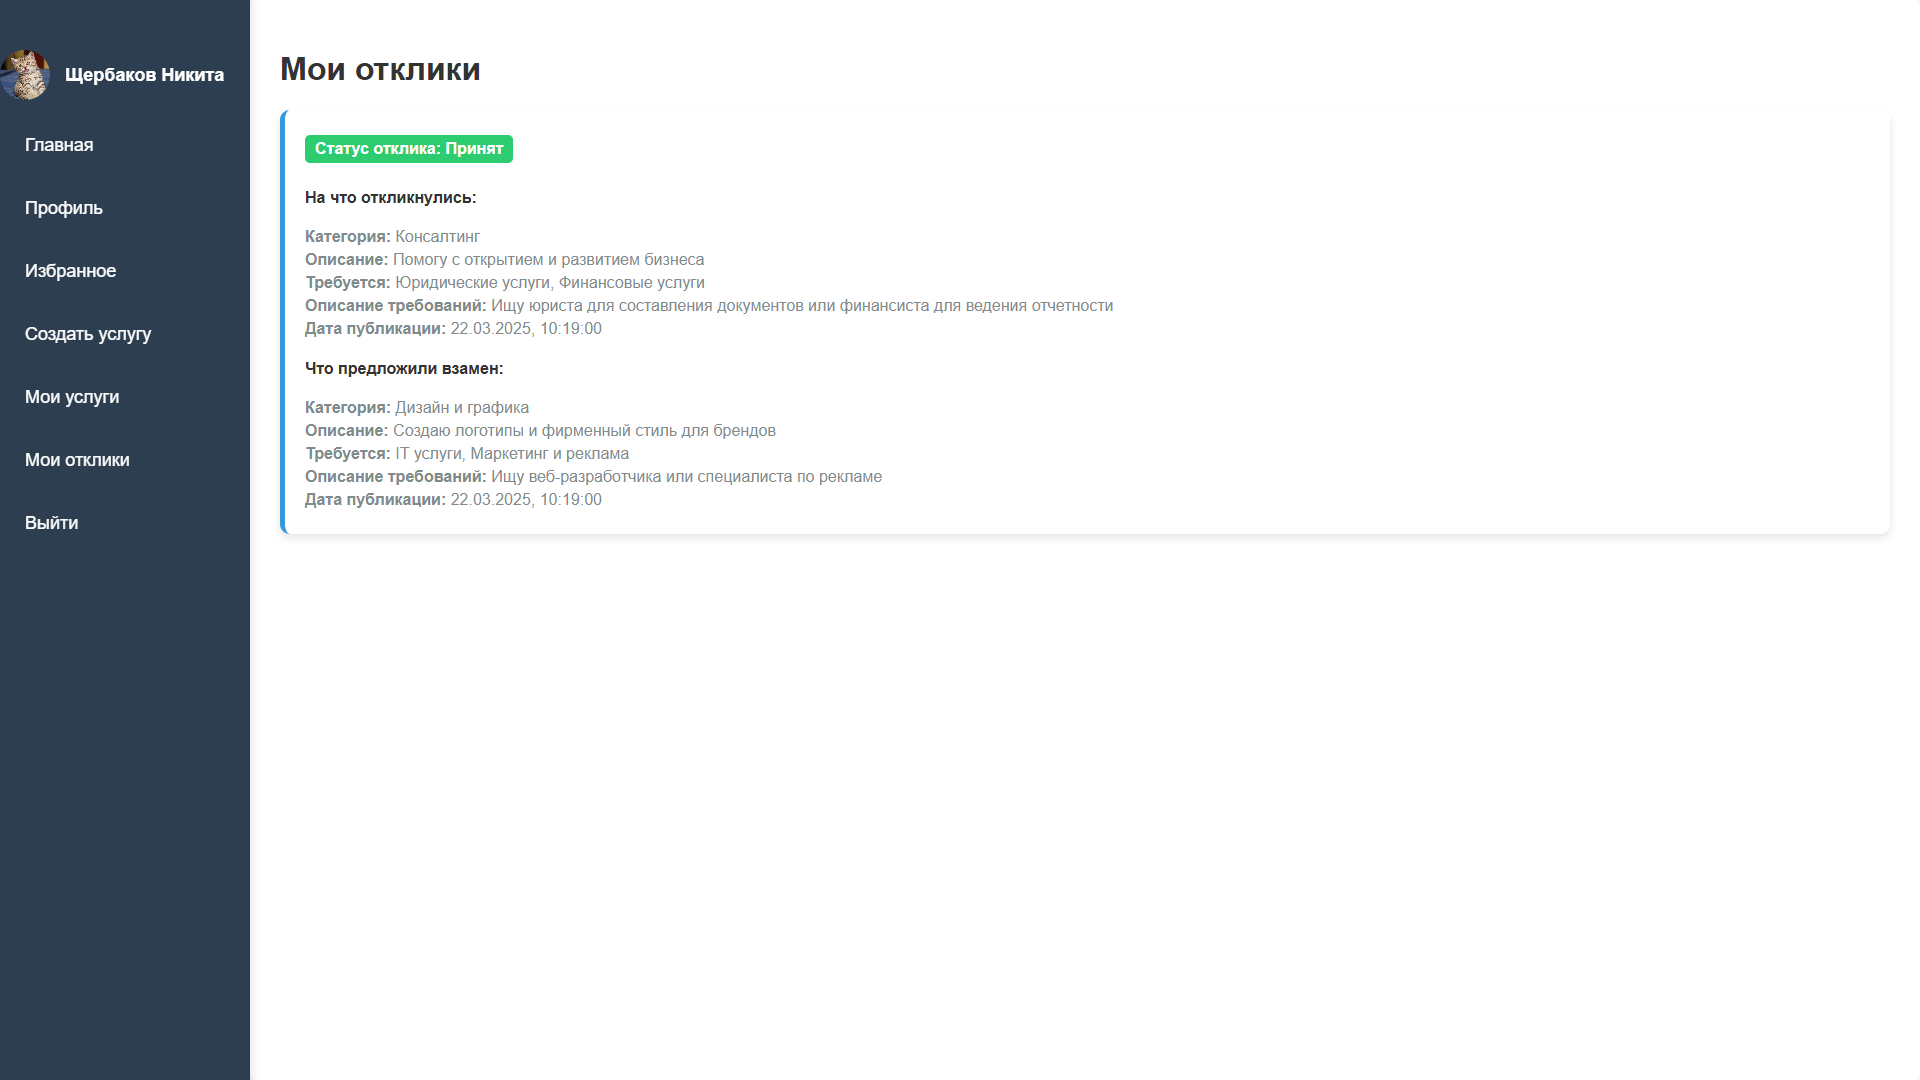 Щербаков Никита
Главная
Профиль
Избранное
Создать услугу
Мои услуги
Мои отклики
Выйти
Мои отклики
Статус отклика: Принят
На что откликнулись:
Категория: Консалтинг
Описание: Помогу с открытием и развитием бизнеса
Требуется: Юридические услуги, Финансовые услуги
Описание требований: Ищу юриста для составления документов или финансиста для ведения отчетности
Дата публикации: 22.03.2025, 10:19:00
Что предложили взамен:
Категория: Дизайн и графика
Описание: Создаю логотипы и фирменный стиль для брендов
Требуется: IT услуги, Маркетинг и реклама
Описание требований: Ищу веб-разработчика или специалиста по рекламе
Дата публикации: 22.03.2025, 10:19:00